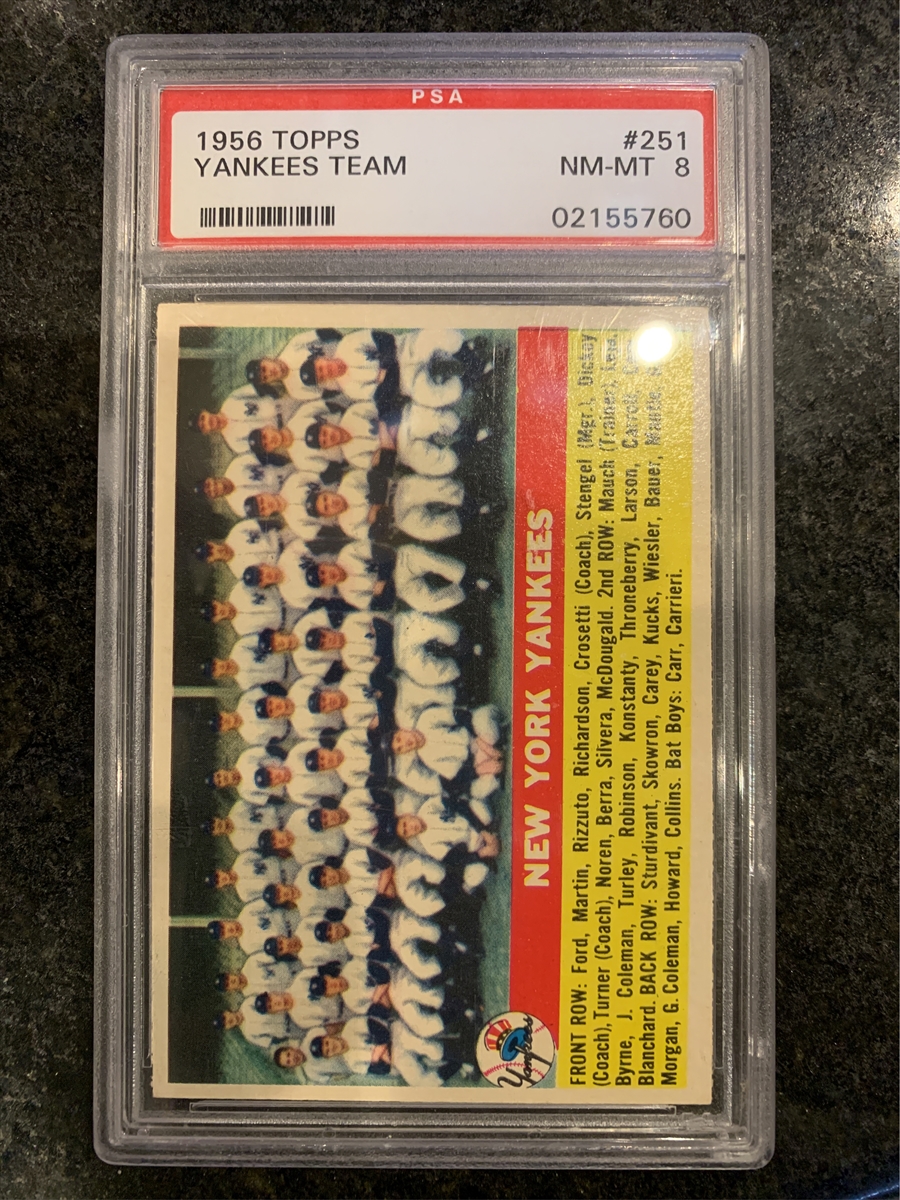 PSA
1956 TOPPS #251
YANKEES TEAM NM-MT 8
02155760
NEW YORK YANKEES
Yankees
FRONT ROW: Ford, Martin, Rizzuto, Richardson, Crosetti (Coach), Stengel (Mgr.), Dickey
(Coach), Turner (Coach), Noren, Berra, Silvera, McDougald. 2nd ROW: Mauch (Trainer),
Byrne, J. Coleman, Turley, Robinson, Konstanty, Throneberry, Larson, Carroll,
Blanchard. BACK ROW: Sturdivant, Skowron, Carey, Kucks, Wiesler, Bauer, Mantle,
Morgan, G. Coleman, Howard, Collins. Bat Boys: Carr, Carrieri.